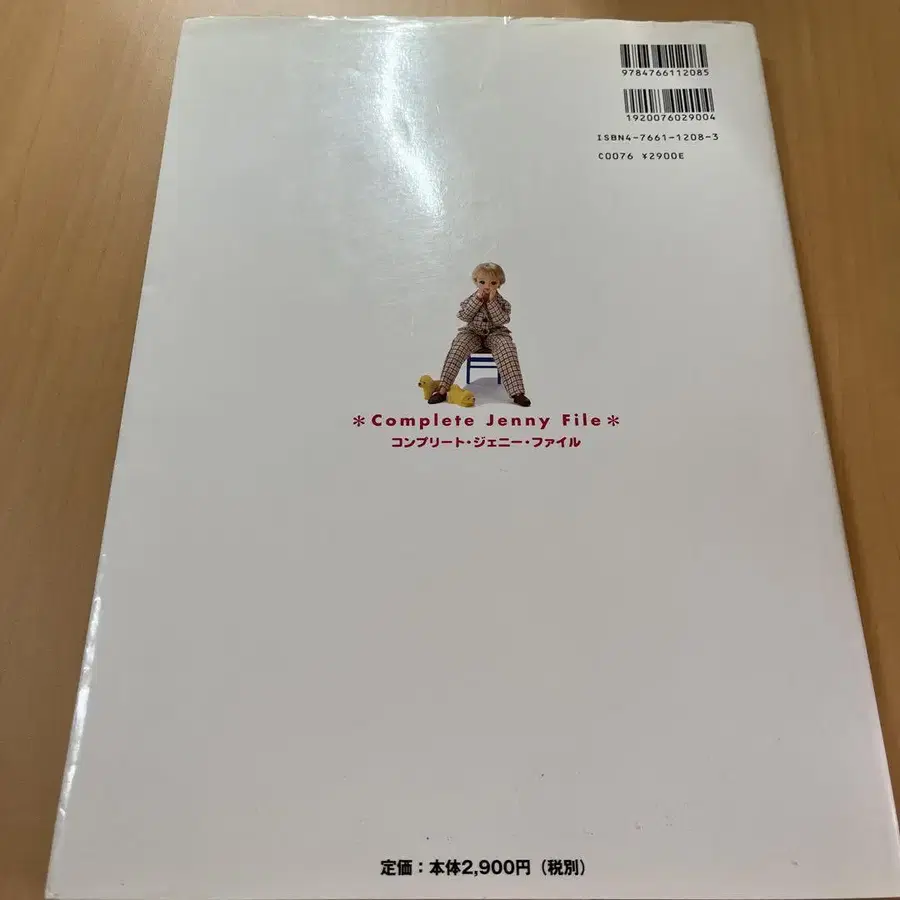 9784766112085
1920076029004
ISBN4-7661-1208-3
C0076 ¥2900E
*Complete Jenny File*
コンプリート・ジェニー・ファイル
定価：本体2,900円（税別）